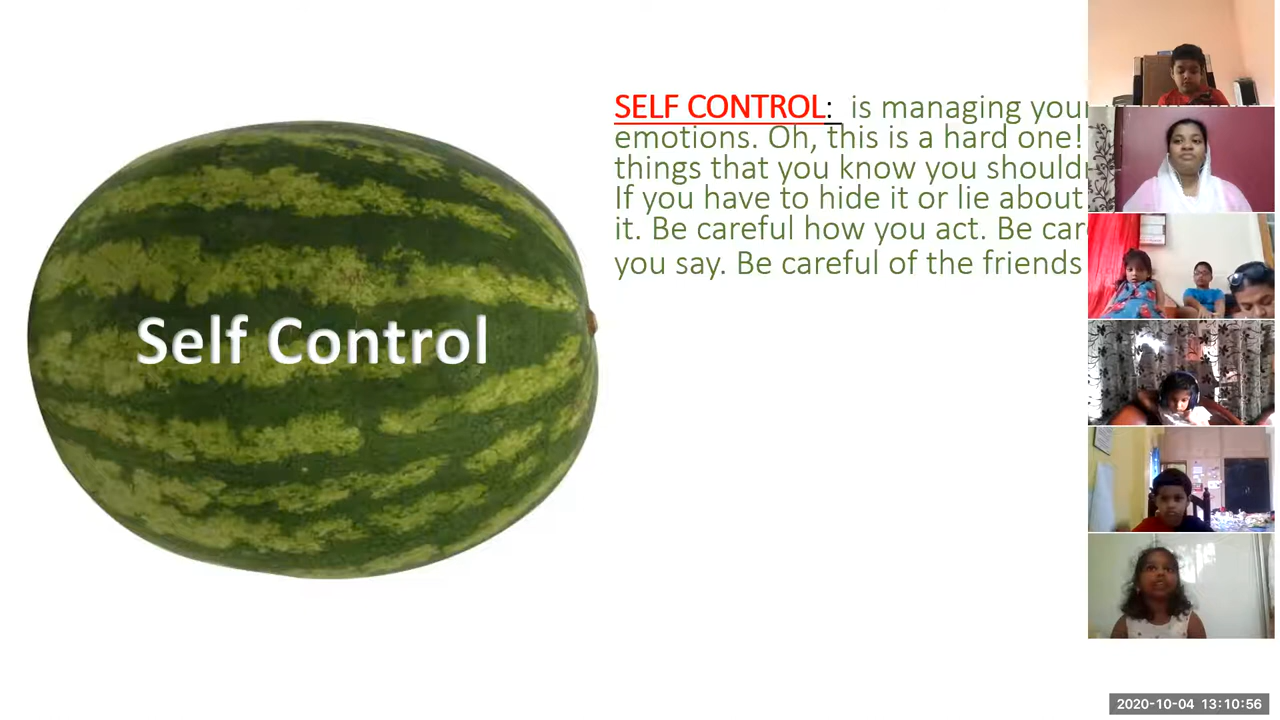 SELF CONTROL: is managing your
emotions. Oh, this is a hard one!
things that you know you should
If you have to hide it or lie about
it. Be careful how you act. Be
you say. Be careful of the friends
Self Control
2020-10-04 13:10:56